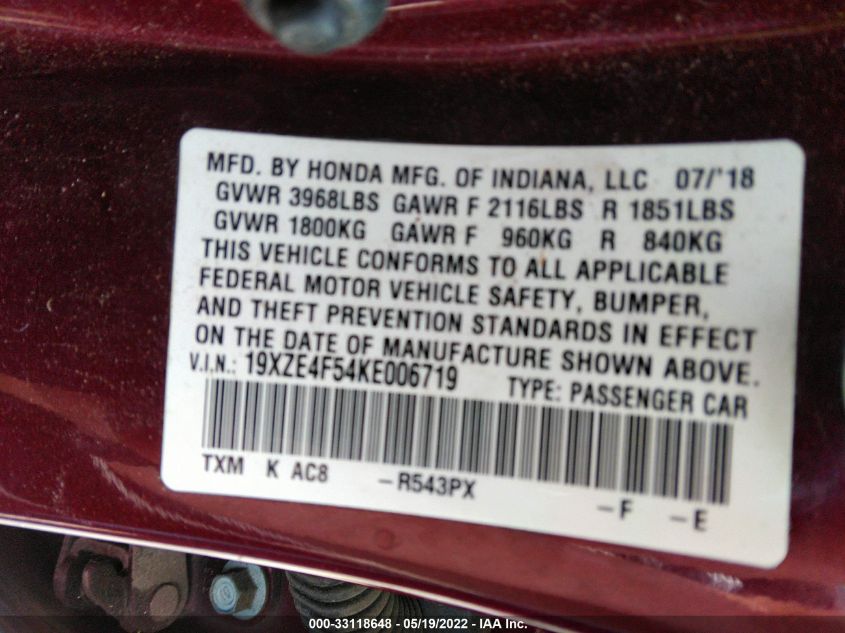 MFD. BY HONDA MFG. OF INDIANA, LLC 07/'18
GVWR 3968LBS GAWR F 2116LBS R 1851LBS
GVWR 1800KG GAWR F 960KG R 840KG
THIS VEHICLE CONFORMS TO ALL APPLICABLE
FEDERAL MOTOR VEHICLE SAFETY, BUMPER,
AND THEFT PREVENTION STANDARDS IN EFFECT
ON THE DATE OF MANUFACTURE SHOWN ABOVE.
V.I.N.: 19XZE4F54KE006719 TYPE: PASSENGER CAR
TXM K AC8 -R543PX -F -E
000-33118648 - 05/19/2022 - IAA Inc.